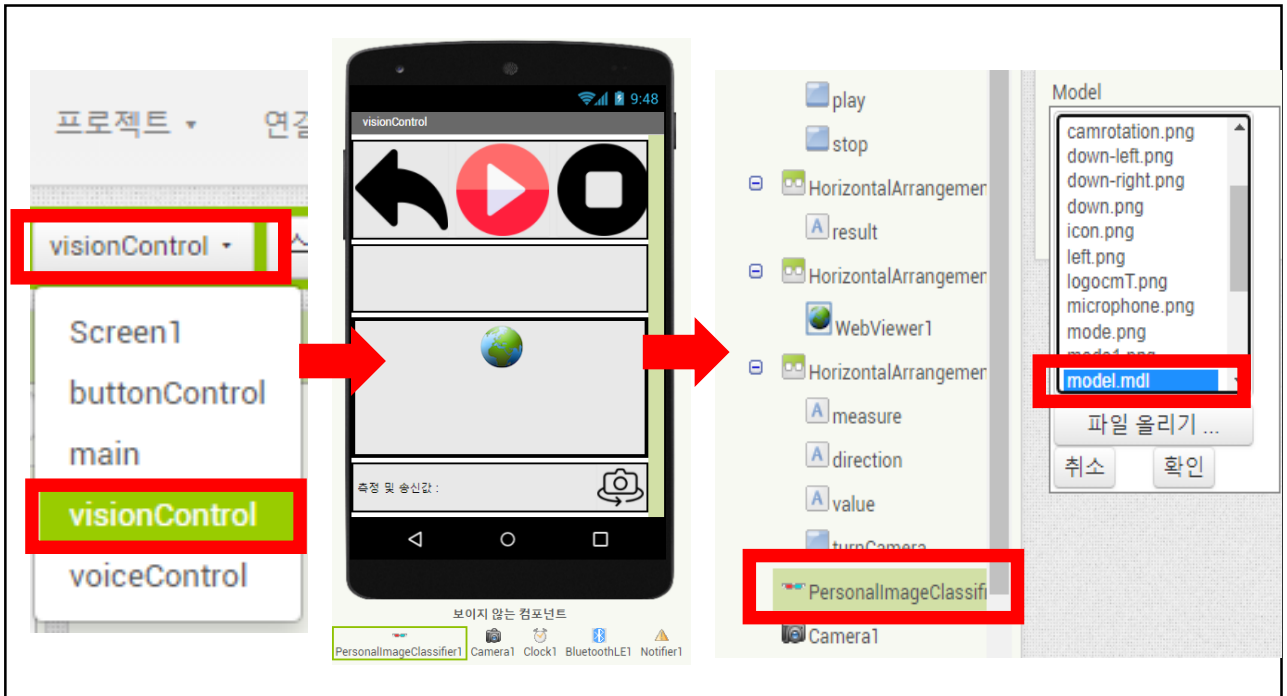 프로젝트
visionControl
Screen1
buttonControl
main
visionControl
voiceControl
9:48
visionControl
측정 및 송신값 :
보이지 않는 컴포넌트
PersonalImageClassifier1 Camera1 Clock1 BluetoothLE1 Notifier1
play
stop
HorizontalArrangemer
result
HorizontalArrangemer
WebViewer1
HorizontalArrangemer
measure
direction
value
turnCamera
PersonalImageClassifi
Camera1
Model
camrotation.png
down-left.png
down-right.png
down.png
icon.png
left.png
logocmT.png
microphone.png
mode.png
mode1.png
model.mdl
파일 올리기 ...
취소 확인